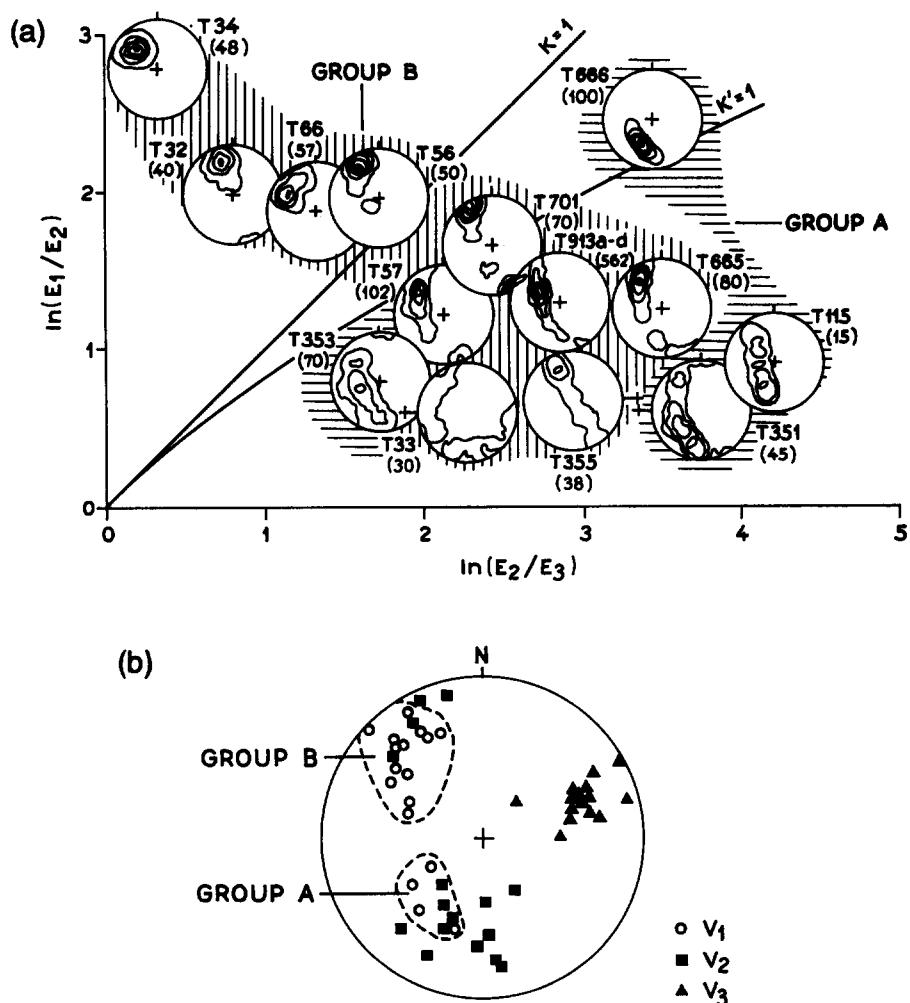 (a)
3
2
1
0
ln(E1/E2)
T34
(48)
GROUP B
K=1
T666
(100)
K'=1
T32
(40)
T66
(57)
T56
(50)
T701
(70)
GROUP A
T57
(102)
T913a-d
(562)
T665
(80)
T353
(70)
T115
(15)
T33
(30)
T355
(38)
T351
(45)
0 1 2 3 4 5
ln(E2/E3)
(b)
N
GROUP B
GROUP A
V1
V2
V3